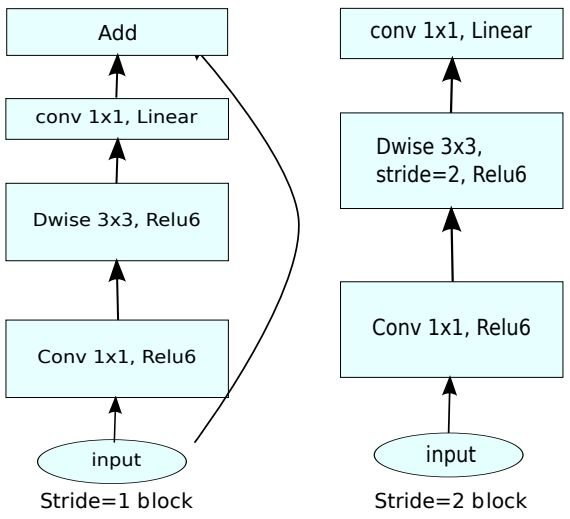 Add
conv 1x1, Linear
Dwise 3x3, Relu6
Conv 1x1, Relu6
input
Stride=1 block
conv 1x1, Linear
Dwise 3x3,
stride=2, Relu6
Conv 1x1, Relu6
input
Stride=2 block